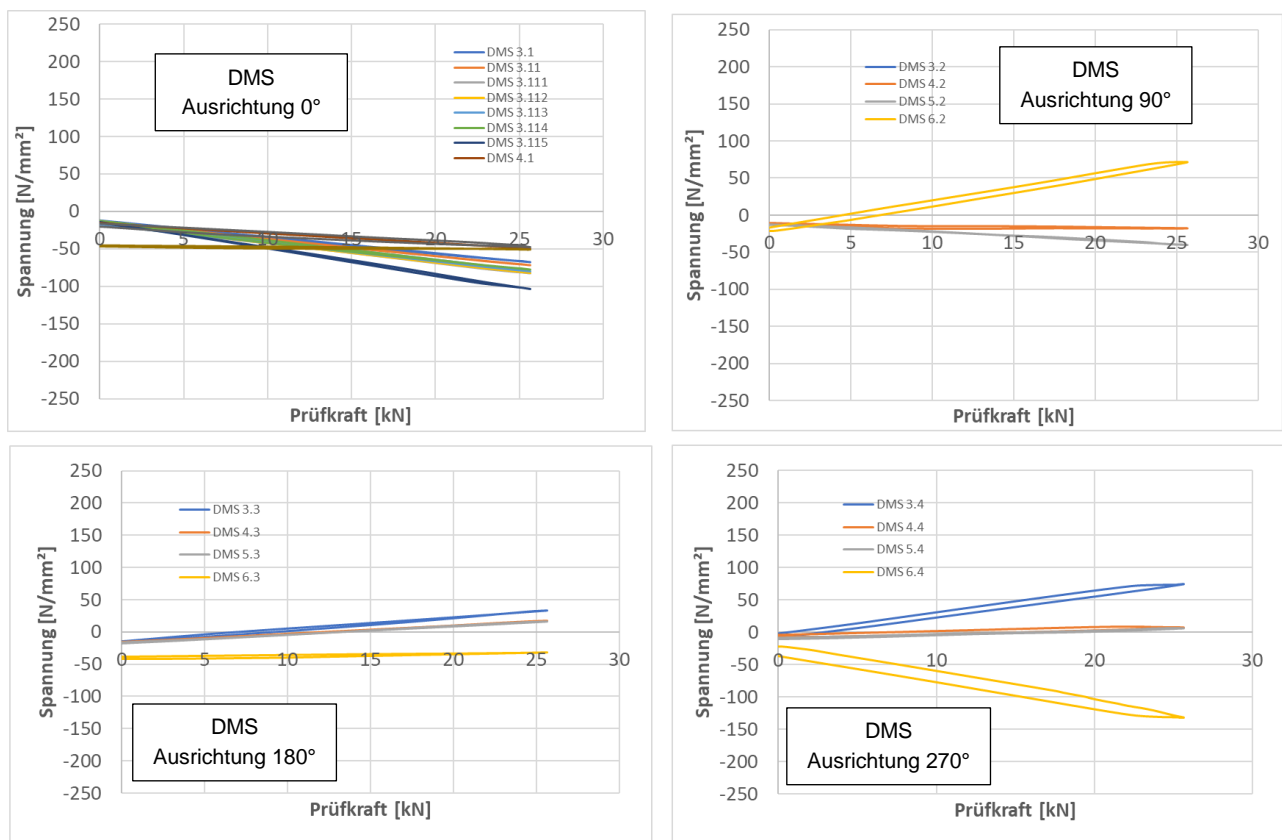 250
200
150
100
50
0
-50
-100
-150
-200
-250
Spannung [N/mm²]
0
5
10
15
20
25
30
Prüfkraft [kN]
DMS
Ausrichtung 0°
DMS 3.1
DMS 3.11
DMS 3.111
DMS 3.112
DMS 3.113
DMS 3.114
DMS 3.115
DMS 4.1
250
200
150
100
50
0
-50
-100
-150
-200
-250
Spannung [N/mm²]
0
5
10
15
20
25
30
Prüfkraft [kN]
DMS 3.2
DMS 4.2
DMS 5.2
DMS 6.2
DMS
Ausrichtung 90°
250
200
150
100
50
0
-50
-100
-150
-200
-250
Spannung [N/mm²]
0
5
10
15
20
25
30
Prüfkraft [kN]
DMS 3.3
DMS 4.3
DMS 5.3
DMS 6.3
DMS
Ausrichtung 180°
250
200
150
100
50
0
-50
-100
-150
-200
-250
Spannung [N/mm²]
0
10
20
30
Prüfkraft [kN]
DMS 3.4
DMS 4.4
DMS 5.4
DMS 6.4
DMS
Ausrichtung 270°